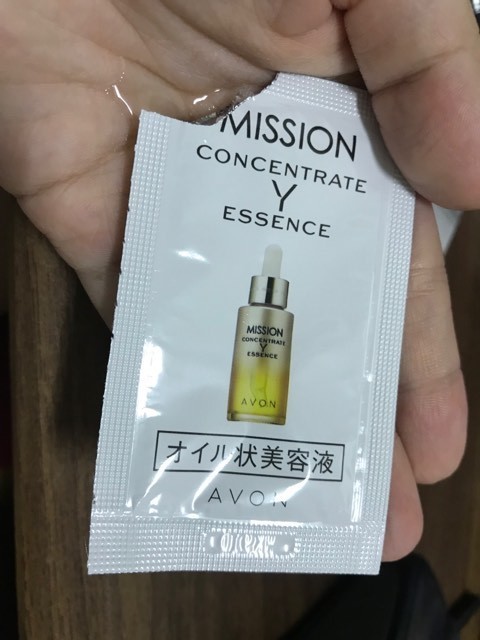 MISSION
CONCENTRATE
Y
ESSENCE
MISSION
CONCENTRATE
Y
ESSENCE
AVON
オイル状美容液
AVON